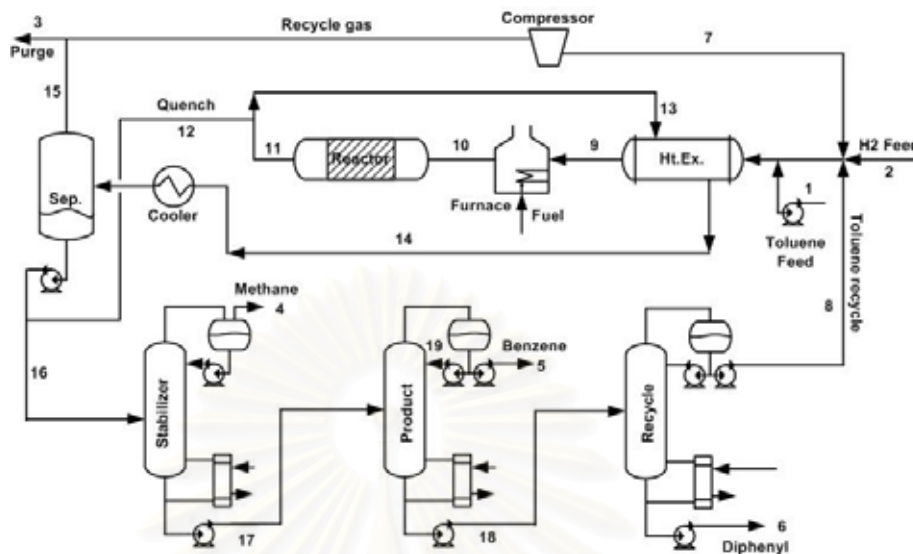 3
Purge
Recycle gas
Compressor
7
15
Quench
12
13
11
Reactor
10
9
Ht.Ex.
H2 Feed
2
Sep.
Cooler
Furnace
Fuel
1
Toluene
Feed
14
Toluene recycle
8
Methane
4
16
Stabilizer
19
Benzene
5
Product
Recycle
17
18
6
Diphenyl